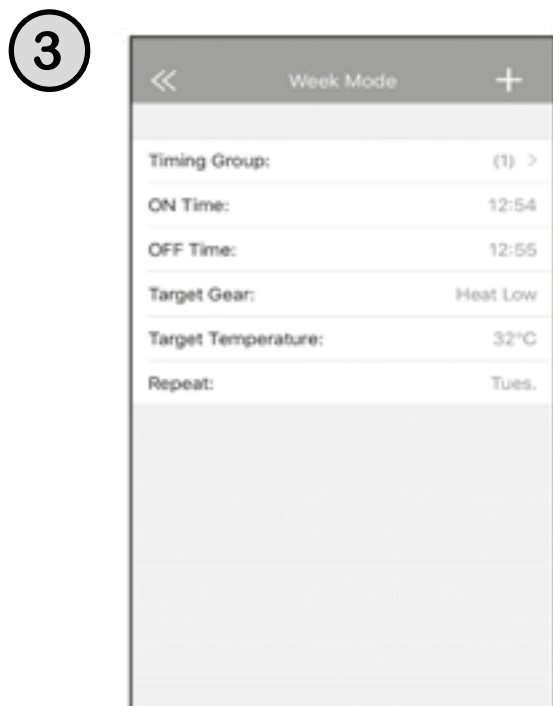 3
Week Mode
Timing Group: (1)
ON Time: 12:54
OFF Time: 12:55
Target Gear: Heat Low
Target Temperature: 32°C
Repeat: Tues.